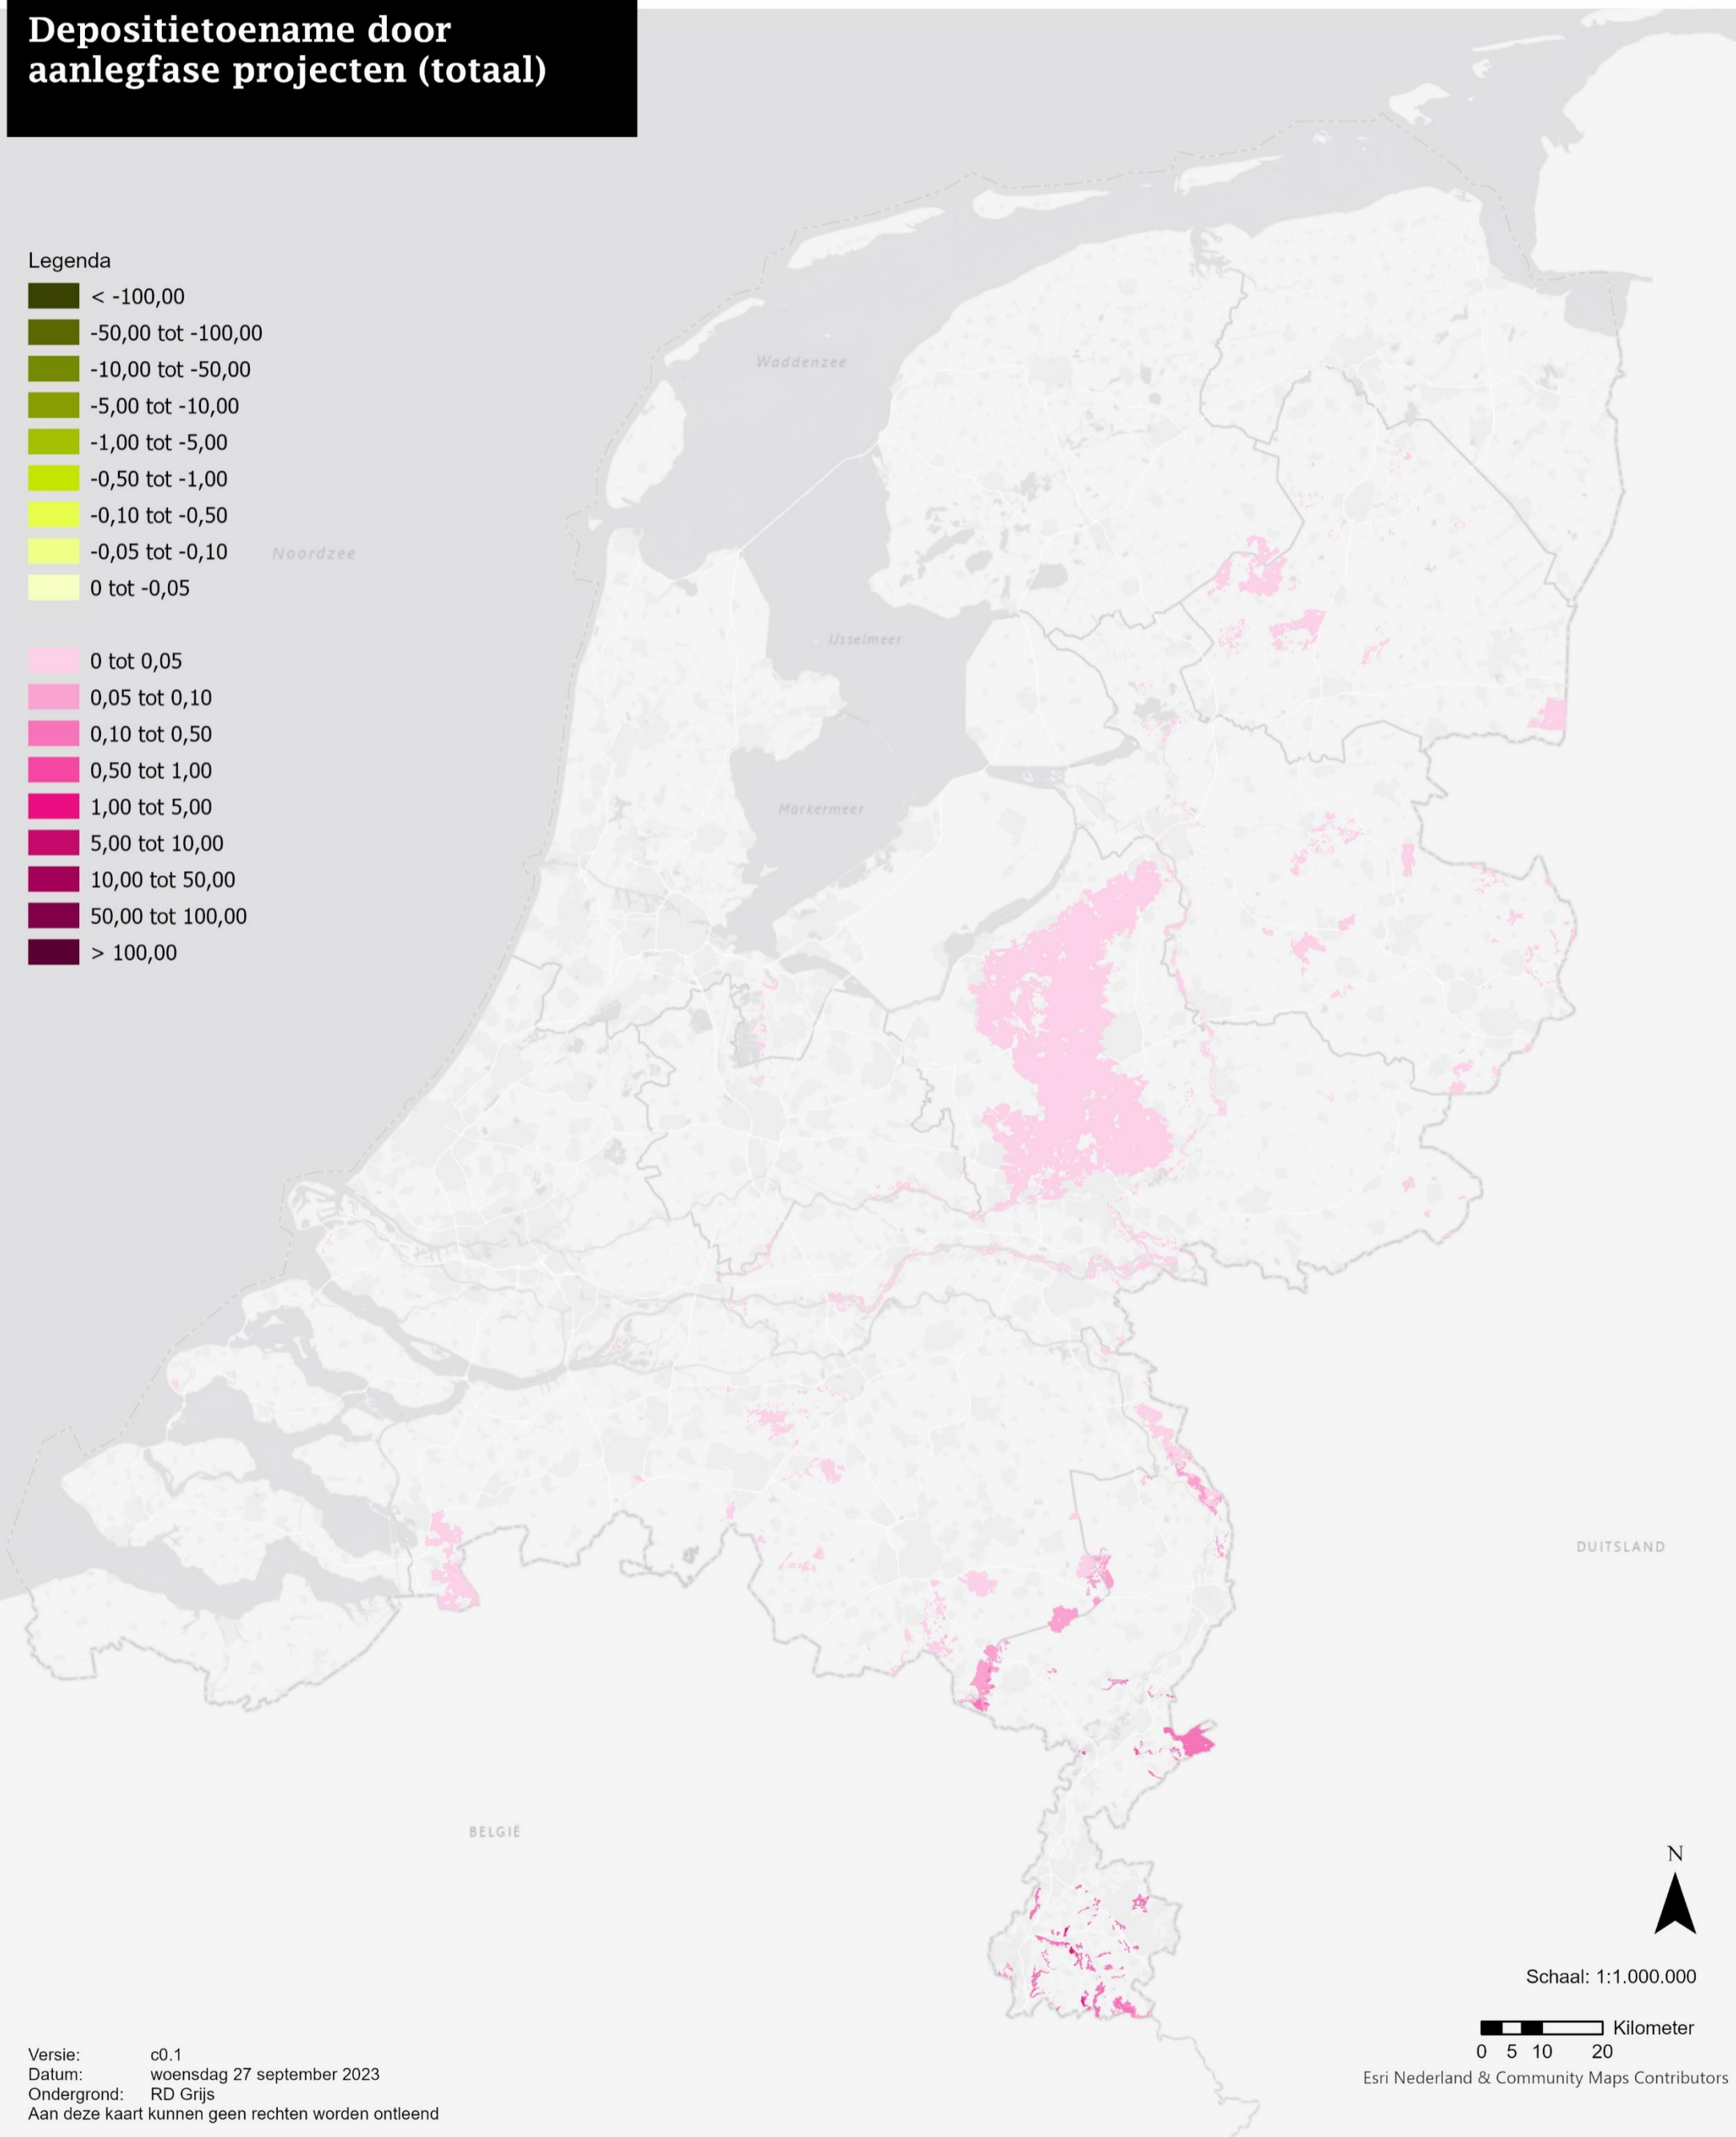 Depositietoename door
aanlegfase projecten (totaal)
Legenda
< -100,00
-50,00 tot -100,00
-10,00 tot -50,00
-5,00 tot -10,00
-1,00 tot -5,00
-0,50 tot -1,00
-0,10 tot -0,50
-0,05 tot -0,10
0 tot -0,05
0 tot 0,05
0,05 tot 0,10
0,10 tot 0,50
0,50 tot 1,00
1,00 tot 5,00
5,00 tot 10,00
10,00 tot 50,00
50,00 tot 100,00
> 100,00
Waddenzee
Noordzee
IJsselmeer
Markermeer
DUITSLAND
BELGIË
N
Schaal: 1:1.000.000
Kilometer
0 5 10 20
Esri Nederland & Community Maps Contributors
Versie: c0.1
Datum: woensdag 27 september 2023
Ondergrond: RD Grijs
Aan deze kaart kunnen geen rechten worden ontleend